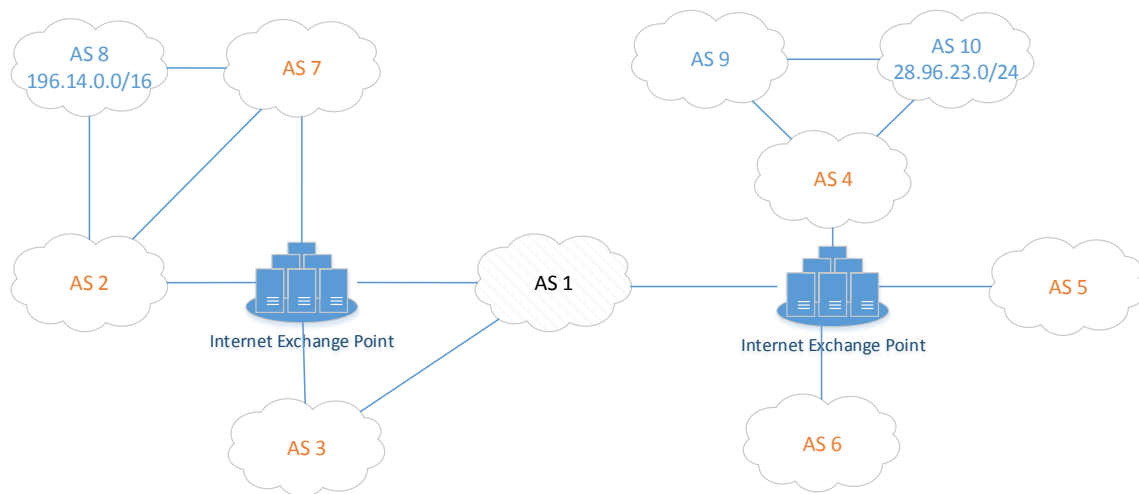 AS 8
196.14.0.0/16
AS 7
AS 9
AS 10
28.96.23.0/24
AS 4
AS 2
AS 1
AS 5
Internet Exchange Point
Internet Exchange Point
AS 3
AS 6